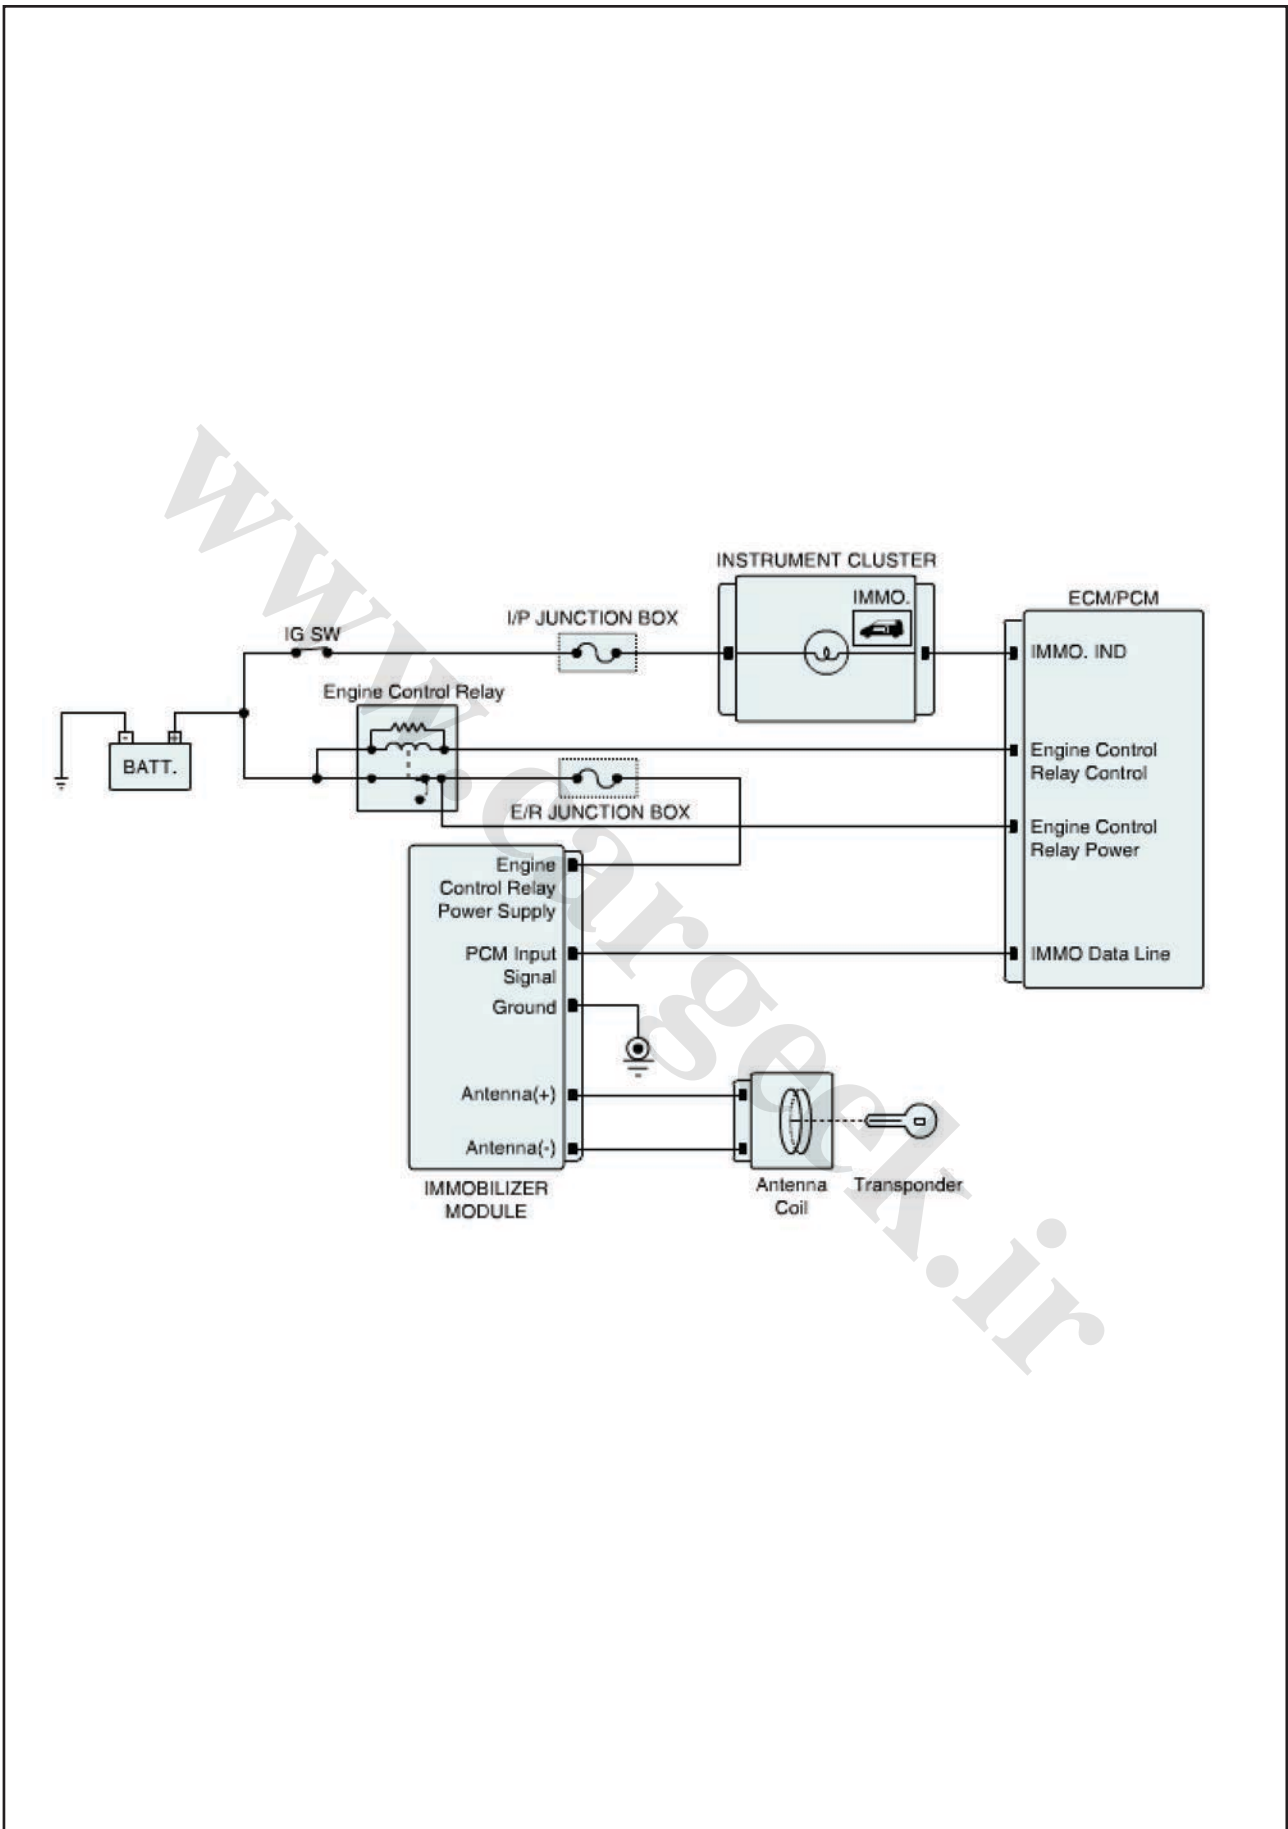 INSTRUMENT CLUSTER
IMMO.
ECM/PCM
I/P JUNCTION BOX
IG SW
IMMO. IND
Engine Control Relay
- +
BATT.
Engine Control
Relay Control
E/R JUNCTION BOX
Engine Control
Relay Power
Engine
Control Relay
Power Supply
PCM Input
Signal
IMMO Data Line
Ground
Antenna(+)
Antenna(-)
IMMOBILIZER
MODULE
Antenna
Coil
Transponder
www.cargeek.ir